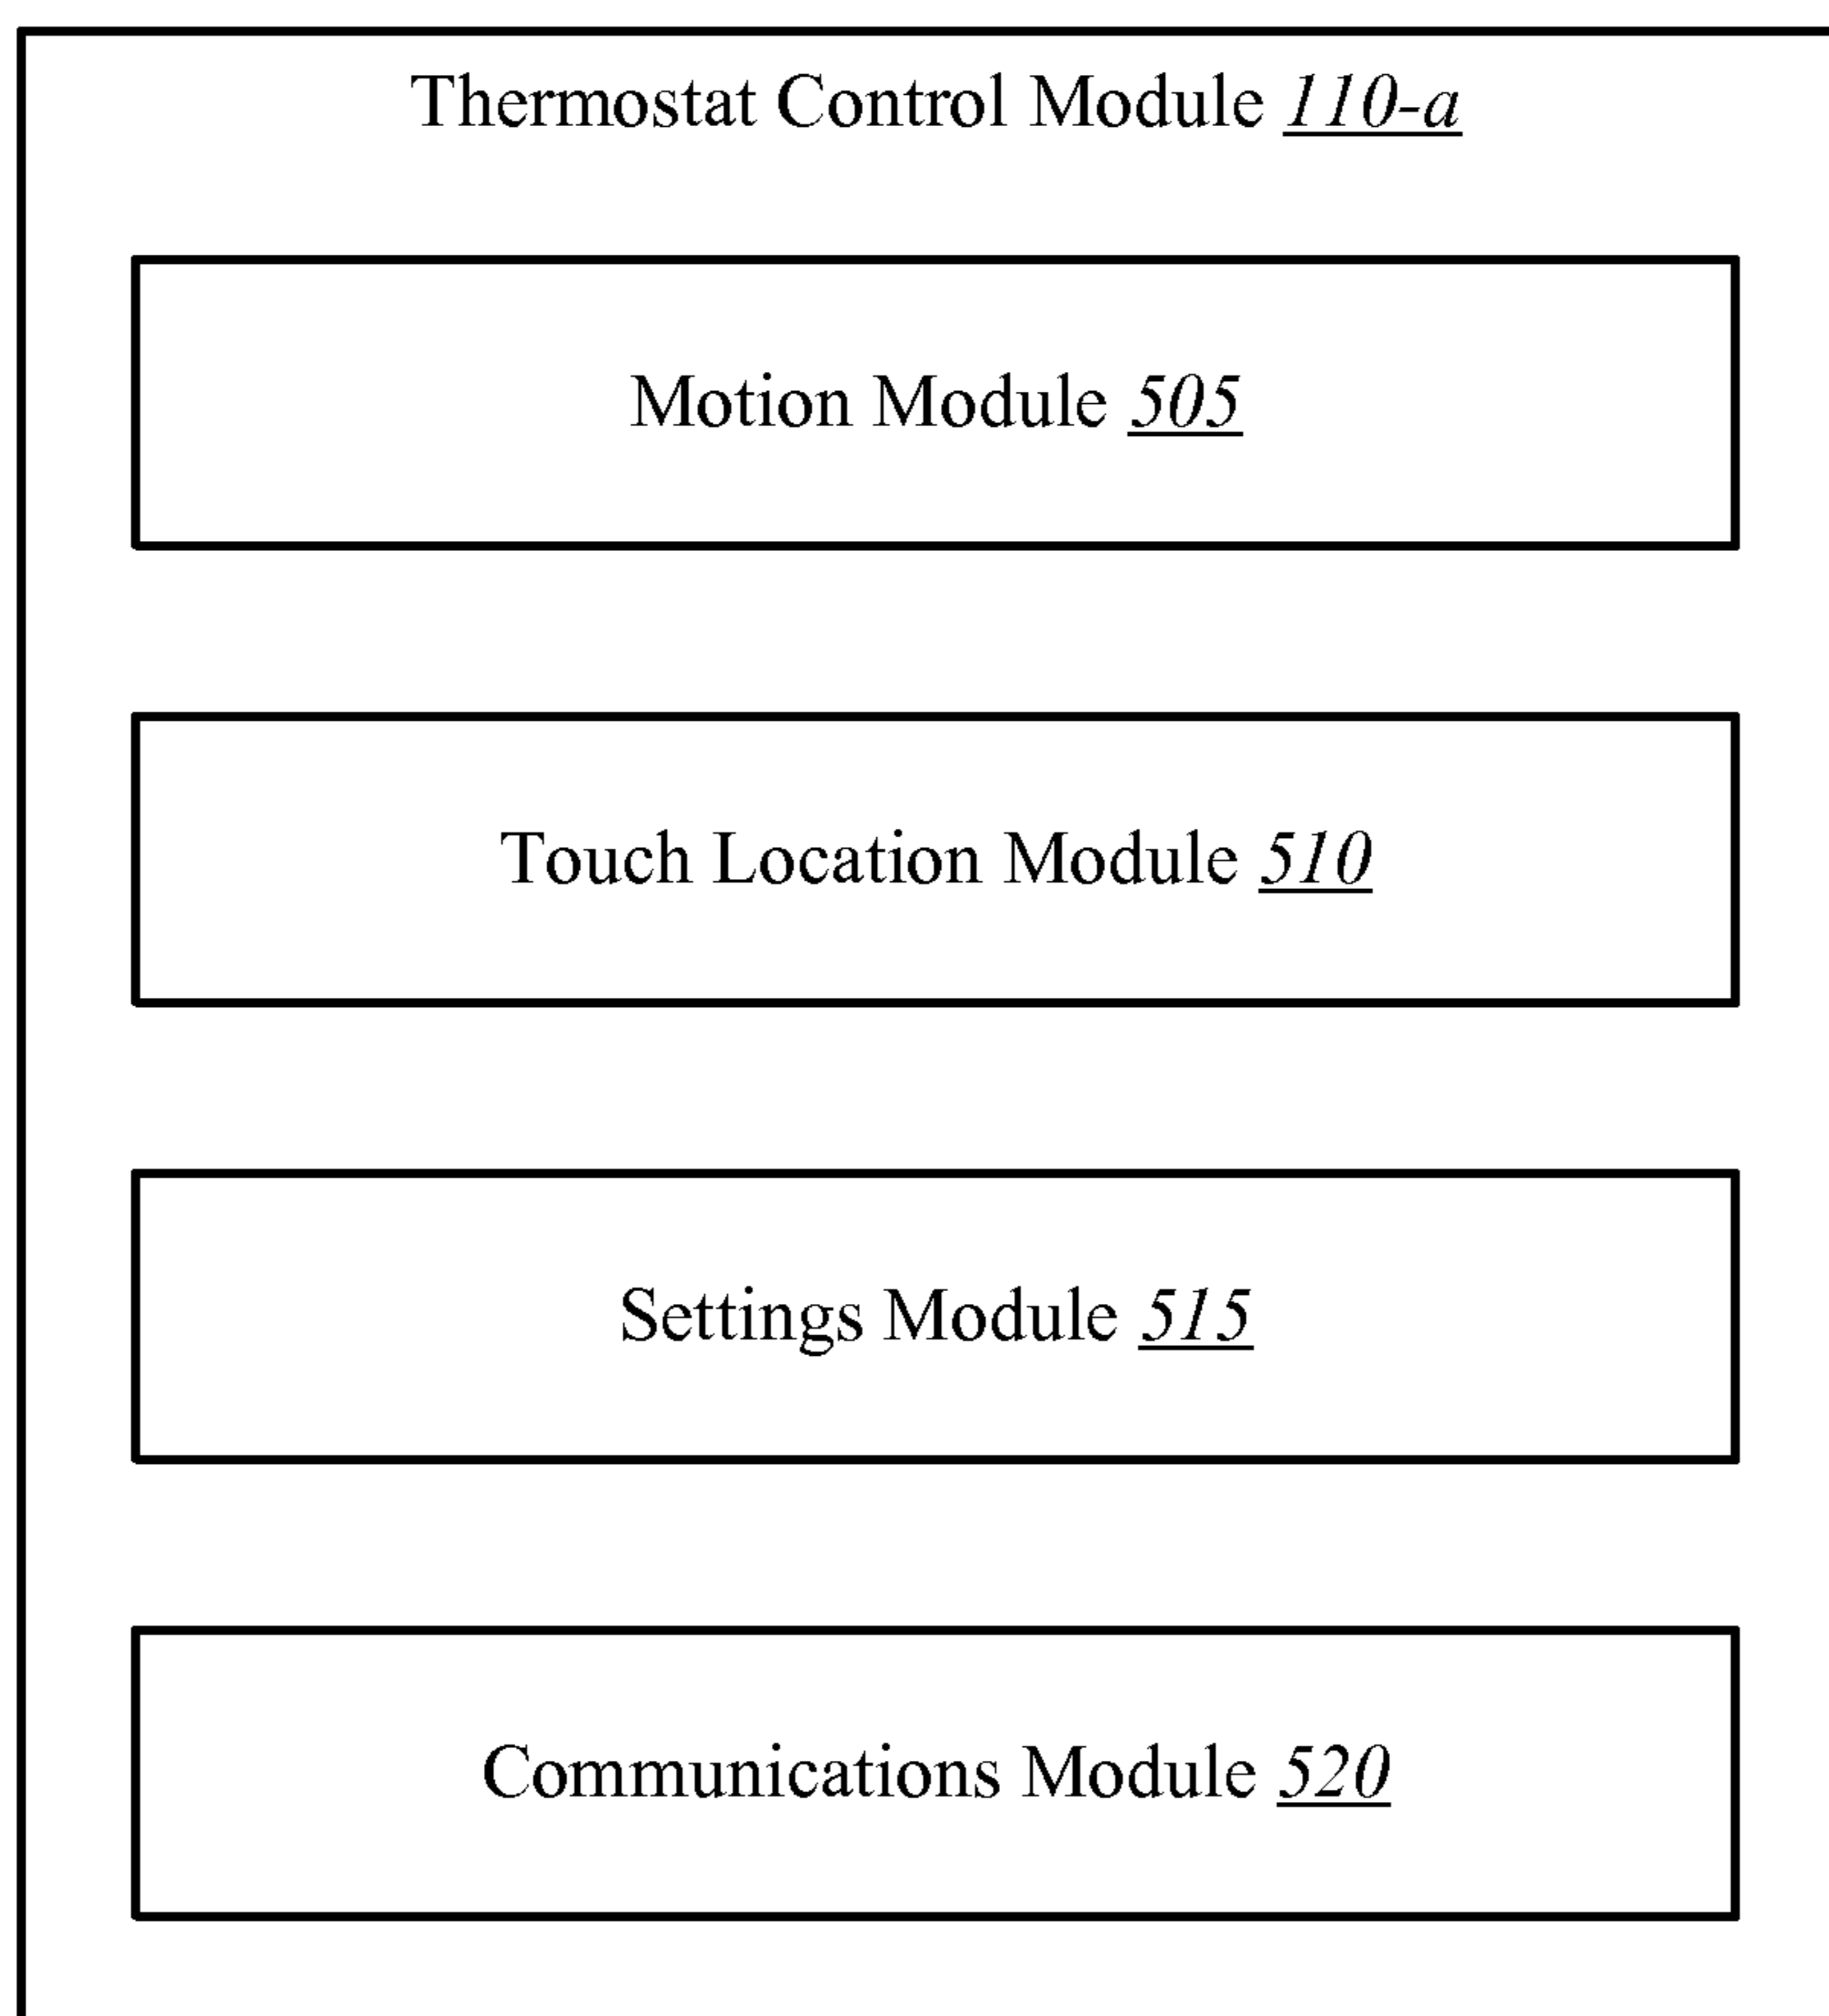 Thermostat Control Module 110-a
Motion Module 505
Touch Location Module 510
Settings Module 515
Communications Module 520